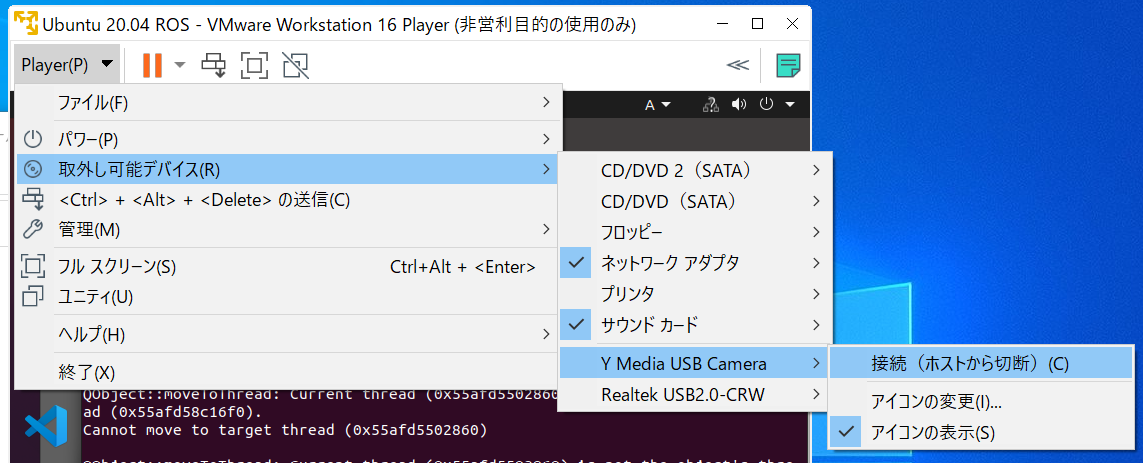 Ubuntu 20.04 ROS - VMware Workstation 16 Player (非営利目的の使用のみ)
Player(P)
A
ファイル(F)
パワー(P)
取外し可能デバイス(R)
<Ctrl> + <Alt> + <Delete> の送信(C)
管理(M)
フル スクリーン(S) Ctrl+Alt + <Enter>
ユニティ(U)
ヘルプ(H)
終了(X)
CD/DVD 2（SATA）
CD/DVD（SATA）
フロッピー
ネットワーク アダプタ
プリンタ
サウンド カード
Y Media USB Camera
Realtek USB2.0-CRW
接続（ホストから切断）(C)
アイコンの変更(I)...
アイコンの表示(S)
QObject::moveToThread: Current thread (0x55afd5502860
ad (0x55afd58c16f0).
Cannot move to target thread (0x55afd5502860)